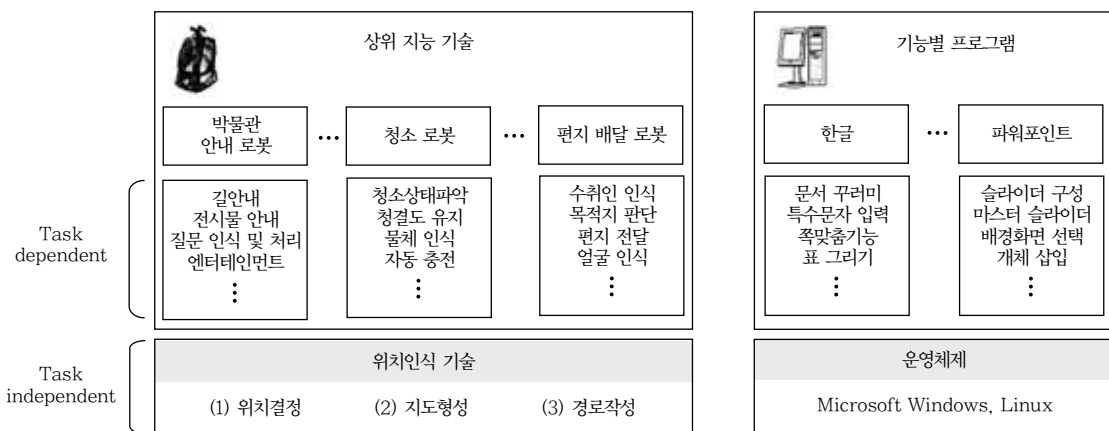 상위 지능 기술
박물관
안내 로봇
…
청소 로봇
…
편지 배달 로봇
Task
dependent
길안내
전시물 안내
질문 인식 및 처리
엔터테인먼트
⋮
청소상태파악
청결도 유지
물체 인식
자동 충전
⋮
수취인 인식
목적지 판단
편지 전달
얼굴 인식
⋮
Task
independent
위치인식 기술
(1) 위치결정 (2) 지도형성 (3) 경로작성
기능별 프로그램
한글
…
파워포인트
문서 꾸러미
특수문자 입력
쪽맞춤기능
표 그리기
⋮
슬라이더 구성
마스터 슬라이더
배경화면 선택
개체 삽입
⋮
운영체제
Microsoft Windows, Linux